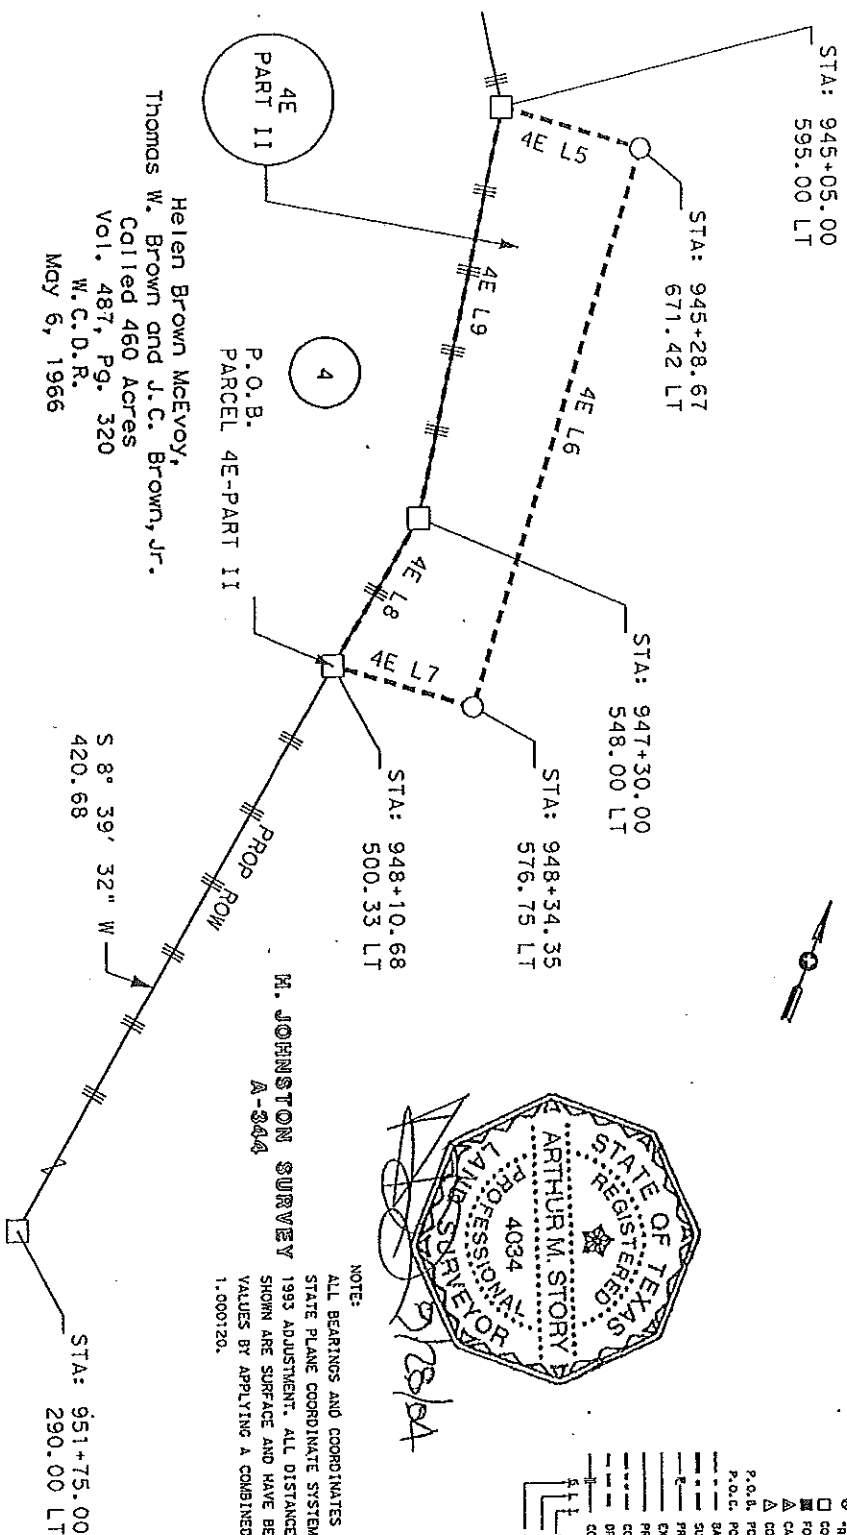 STA: 945+05.00
595.00 LT
STA: 945+28.67
671.42 LT
4E
PART II
4E L5
4E L6
4E L9
4
STA: 947+30.00
548.00 LT
4E L8
4E L7
P.O.B.
PARCEL 4E-PART II
STA: 948+34.35
576.75 LT
STA: 948+10.68
500.33 LT
Helen Brown McEvoy,
Thomas W. Brown and J.C. Brown, Jr.
Called 460 Acres
Vol. 487, Pg. 320
W.C.D.R.
May 6, 1966
PROP ROW
S 8° 39' 32" W
420.68
M. JOHNSTON SURVEY
A-344
STATE OF TEXAS
REGISTERED
ARTHUR M. STORY
4034
PROFESSIONAL
LAND SURVEYOR
NOTE:
ALL BEARINGS AND COORDINATES
STATE PLANE COORDINATE SYSTEM
1993 ADJUSTMENT. ALL DISTANCE
SHOWN ARE SURFACE AND HAVE BE
VALUES BY APPLYING A COMBINED
1.000120.
STA: 951+75.00
290.00 LT
P.O.B.
P.O.C.